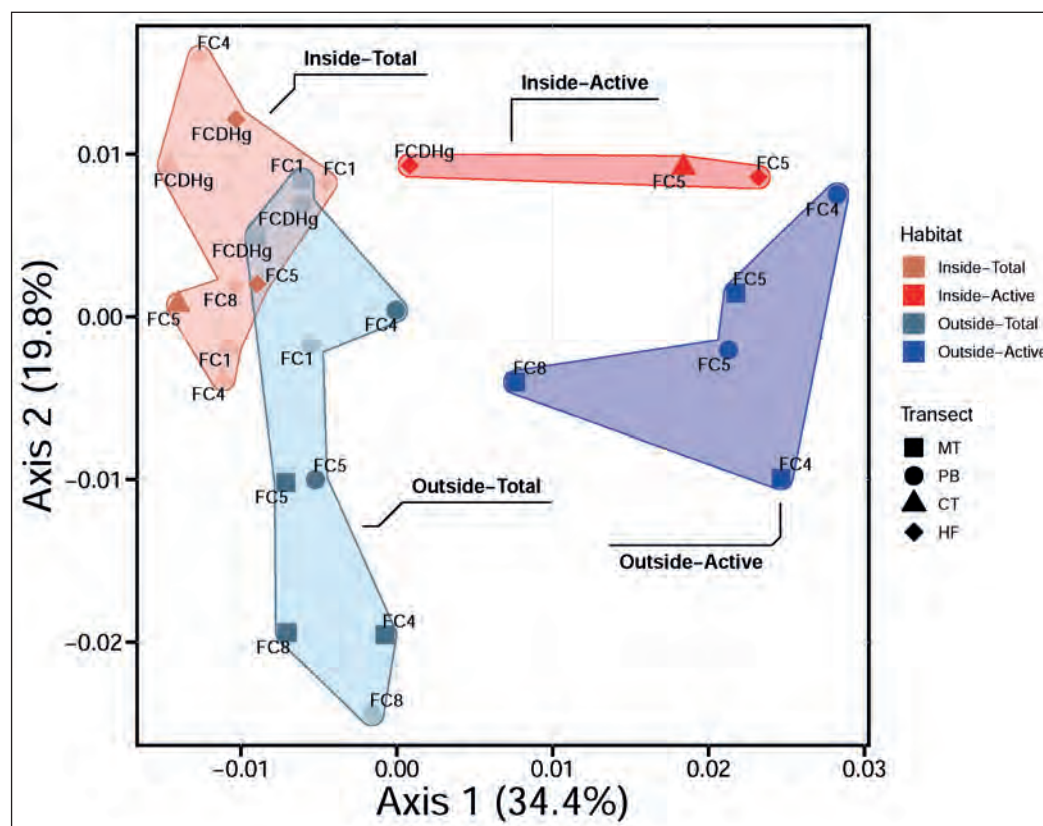 FC4
Inside–Total
Inside–Active
FCDHg
0.01
FCDHg
FC1
FC1
FCDHg
FC5
FC5
FCDHg
FC4
FCDHg
FC5
FC5
FC8
0.00
FC5
FC4
FC1
FC1
FC5
FC8
FC4
FC5
FC4
−0.01
FC5
Outside–Total
Outside–Active
FC4
−0.02
FC8
FC8
−0.01
0.00
0.01
0.02
0.03
Axis 1 (34.4%)
Axis 2 (19.8%)
Habitat
Inside–Total
Inside–Active
Outside–Total
Outside–Active
Transect
MT
PB
CT
HF